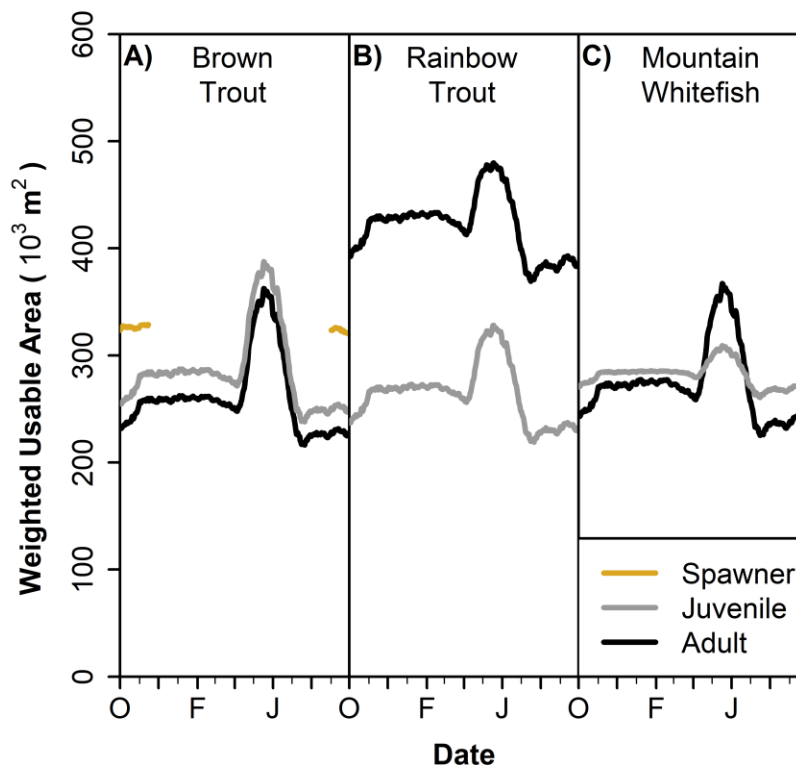 Weighted Usable Area ( 10³ m² )
600
500
400
300
200
100
0
A) Brown
Trout
B) Rainbow
Trout
C) Mountain
Whitefish
Spawner
Juvenile
Adult
O F J O F J O F J
Date